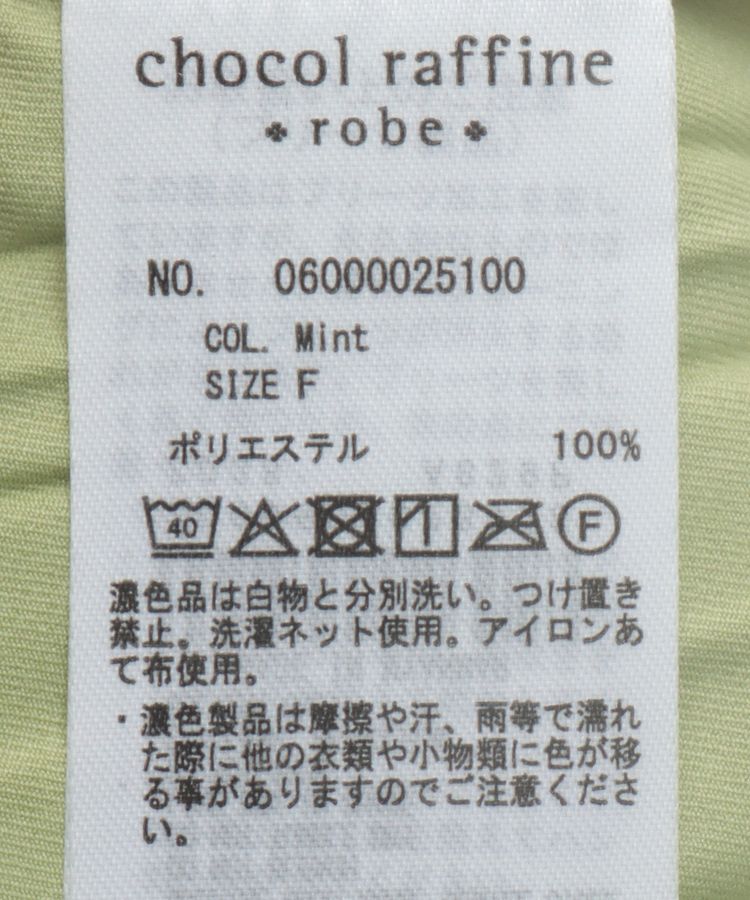 chocol raffine
robe
NO. 06000025100
COL. Mint
SIZE F
ポリエステル 100%
40 F
濃色品は白物と分別洗い。つけ置き
禁止。洗濯ネット使用。アイロンあ
て布使用。
・濃色製品は摩擦や汗、雨等で濡れ
た際に他の衣類や小物類に色が移
る事がありますのでご注意くださ
い。